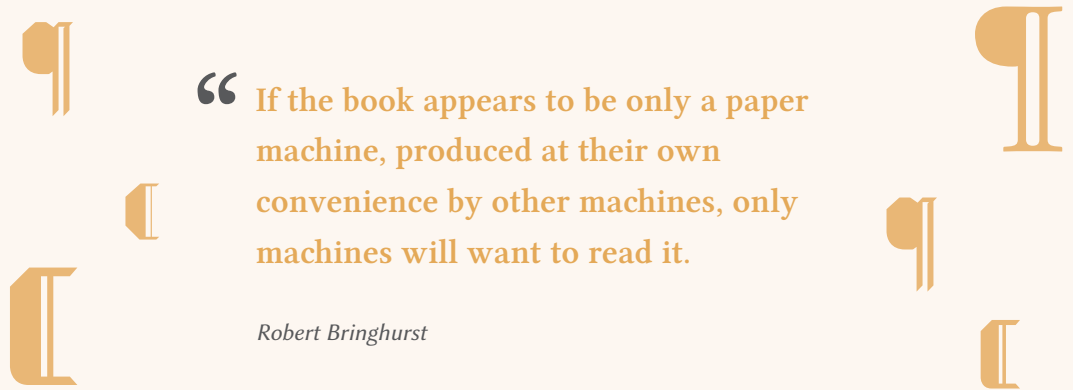 “If the book appears to be only a paper
machine, produced at their own
convenience by other machines, only
machines will want to read it.
Robert Bringhurst